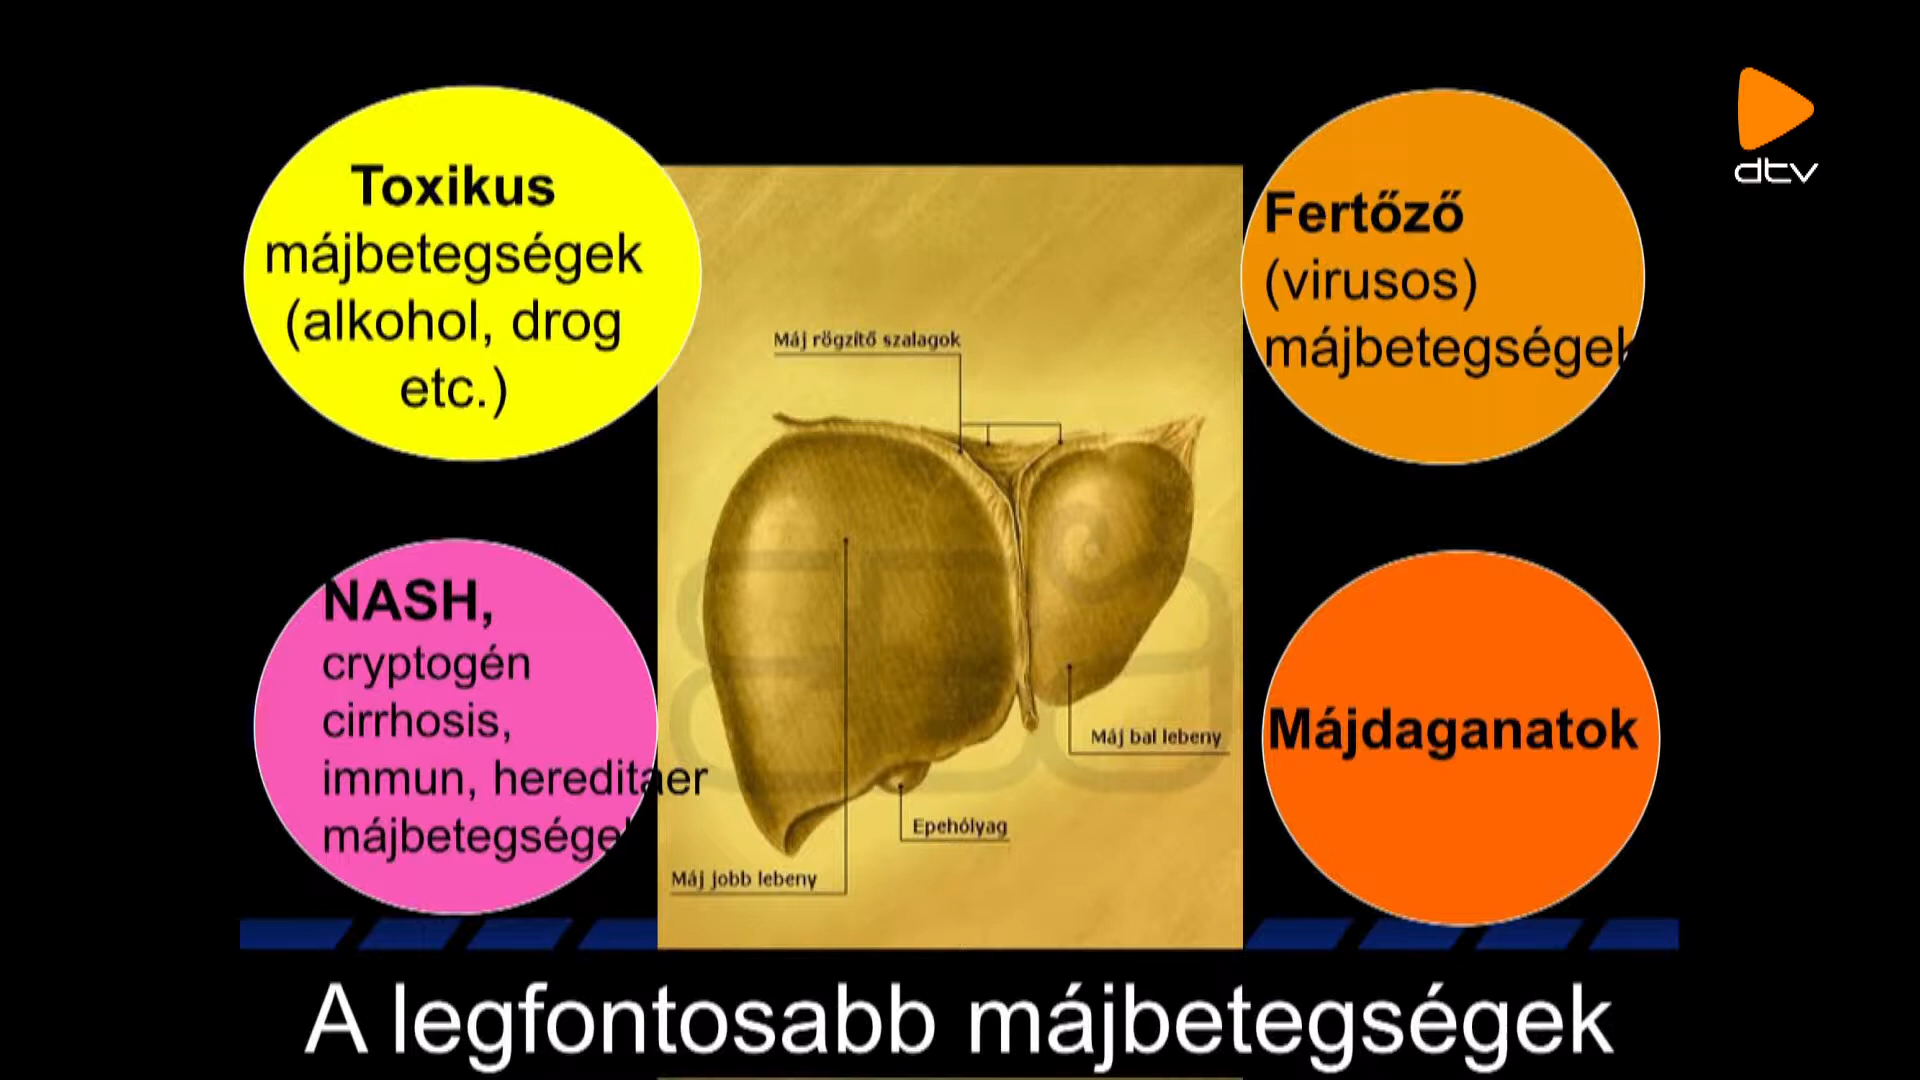 Toxikus
májbetegségek
(alkohol, drog
etc.)
Fertőző
(virusos)
májbetegségek
dtv
Máj rögzítő szalagok
Máj bal lebeny
Epehólyag
Máj jobb lebeny
NASH,
cryptogén
cirrhosis,
immun, hereditaer
májbetegségek
Májdaganatok
A legfontosabb májbetegségek